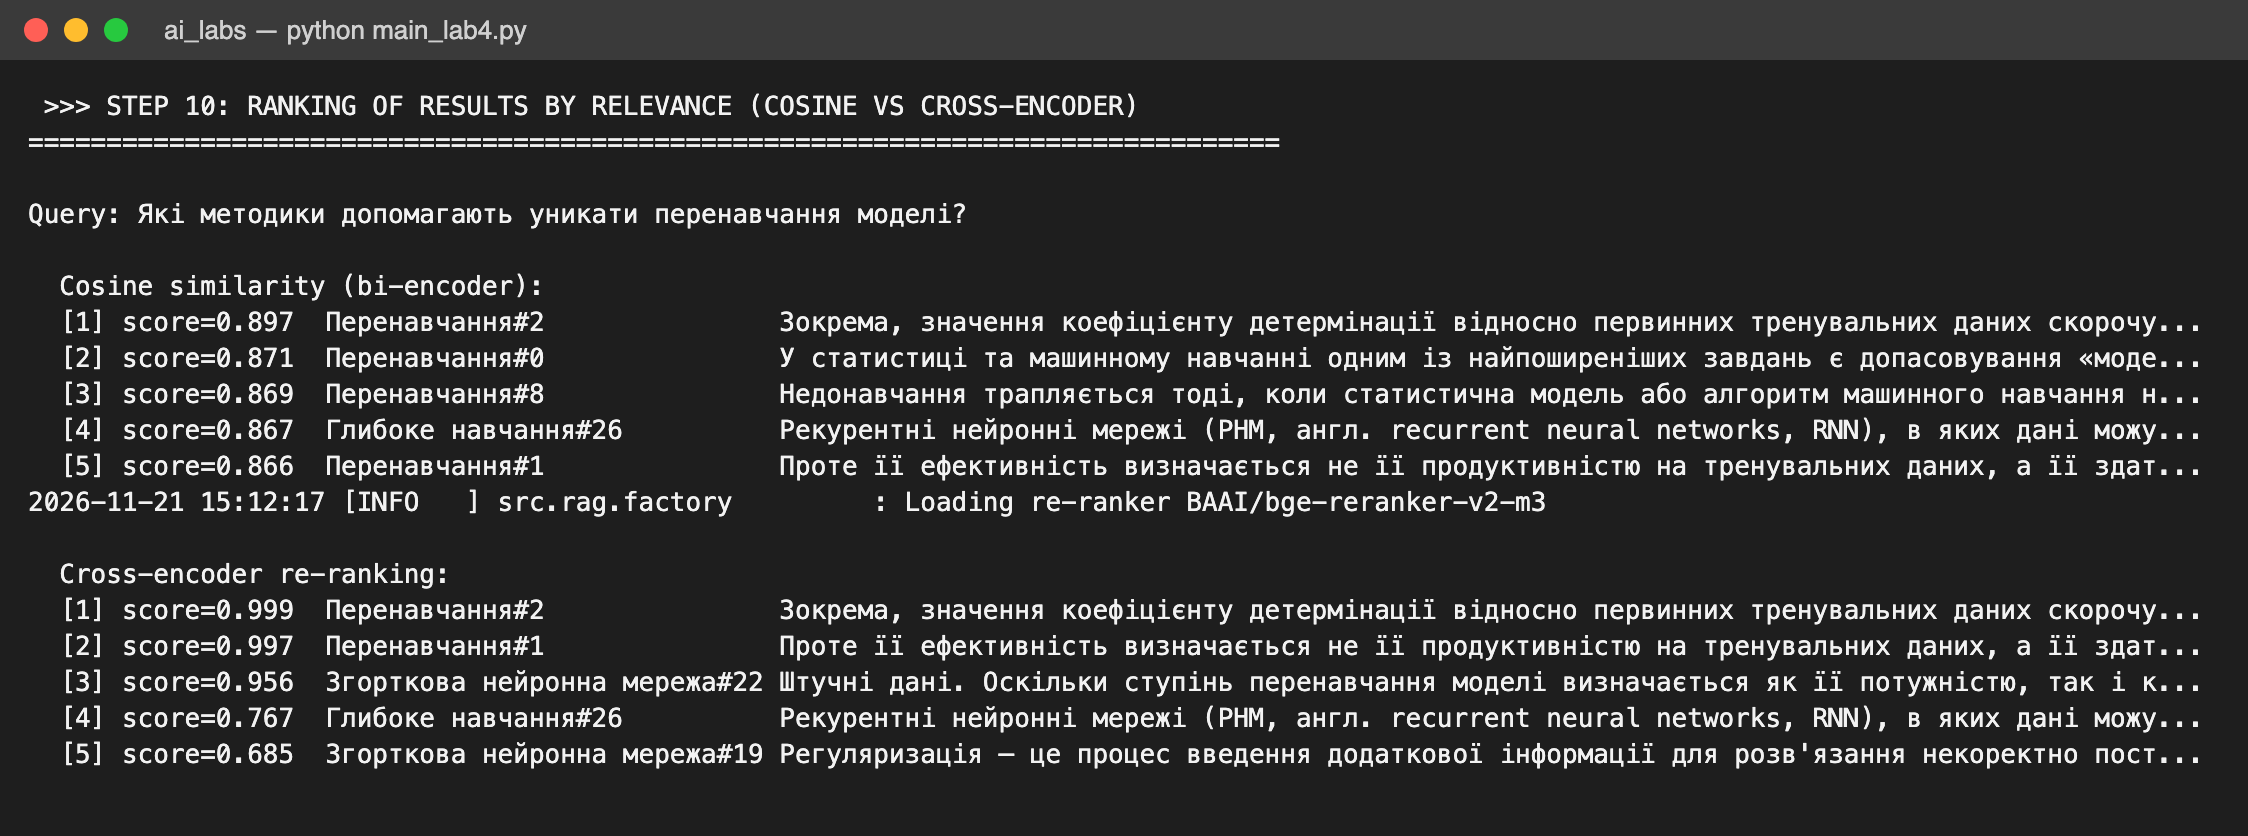 ai_labs — python main_lab4.py
>>> STEP 10: RANKING OF RESULTS BY RELEVANCE (COSINE VS CROSS-ENCODER)
================================================================================
Query: Які методики допомагають уникати перенавчання моделі?
Cosine similarity (bi-encoder):
[1] score=0.897 Перенавчання#2 Зокрема, значення коефіцієнту детермінації відносно первинних тренувальних даних скорочу...
[2] score=0.871 Перенавчання#0 У статистиці та машинному навчанні одним із найпоширеніших завдань є допасовування «моде...
[3] score=0.869 Перенавчання#8 Недонавчання трапляється тоді, коли статистична модель або алгоритм машинного навчання н...
[4] score=0.867 Глибоке навчання#26 Рекурентні нейронні мережі (РНМ, англ. recurrent neural networks, RNN), в яких дані можу...
[5] score=0.866 Перенавчання#1 Проте її ефективність визначається не її продуктивністю на тренувальних даних, а її здат...
2026-11-21 15:12:17 [INFO   ] src.rag.factory : Loading re-ranker BAAI/bge-reranker-v2-m3
Cross-encoder re-ranking:
[1] score=0.999 Перенавчання#2 Зокрема, значення коефіцієнту детермінації відносно первинних тренувальних даних скорочу...
[2] score=0.997 Перенавчання#1 Проте її ефективність визначається не її продуктивністю на тренувальних даних, а її здат...
[3] score=0.956 Згорткова нейронна мережа#22 Штучні дані. Оскільки ступінь перенавчання моделі визначається як її потужністю, так і к...
[4] score=0.767 Глибоке навчання#26 Рекурентні нейронні мережі (РНМ, англ. recurrent neural networks, RNN), в яких дані можу...
[5] score=0.685 Згорткова нейронна мережа#19 Регуляризація — це процес введення додаткової інформації для розв'язання некоректно пост...